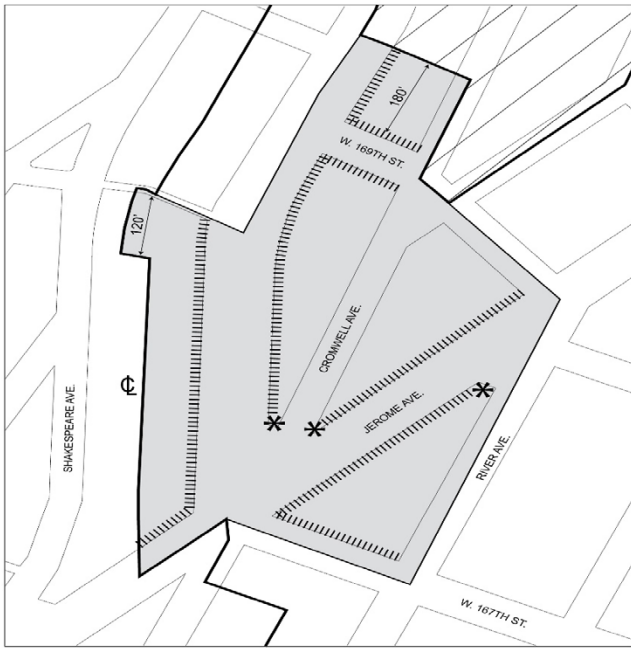 180'
W. 169TH ST.
120'
CROMWELL AVE.
℄
JEROME AVE.
SHAKESPEARE AVE.
RIVER AVE.
W. 167TH ST.